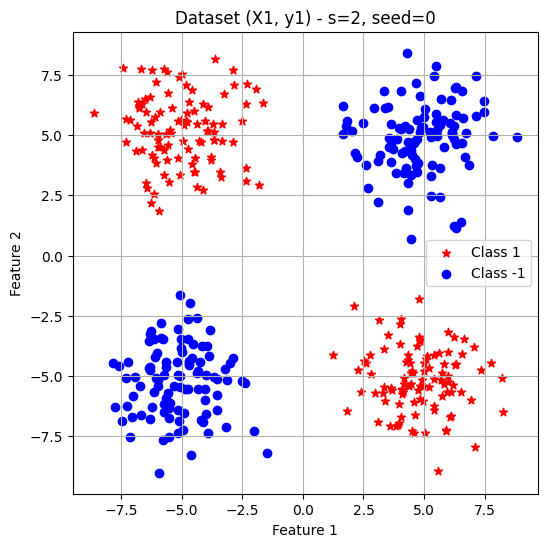 Dataset (X1, y1) - s=2, seed=0
Feature 2
7.5
5.0
2.5
0.0
−2.5
−5.0
−7.5
Class 1
Class -1
−7.5 −5.0 −2.5 0.0 2.5 5.0 7.5
Feature 1